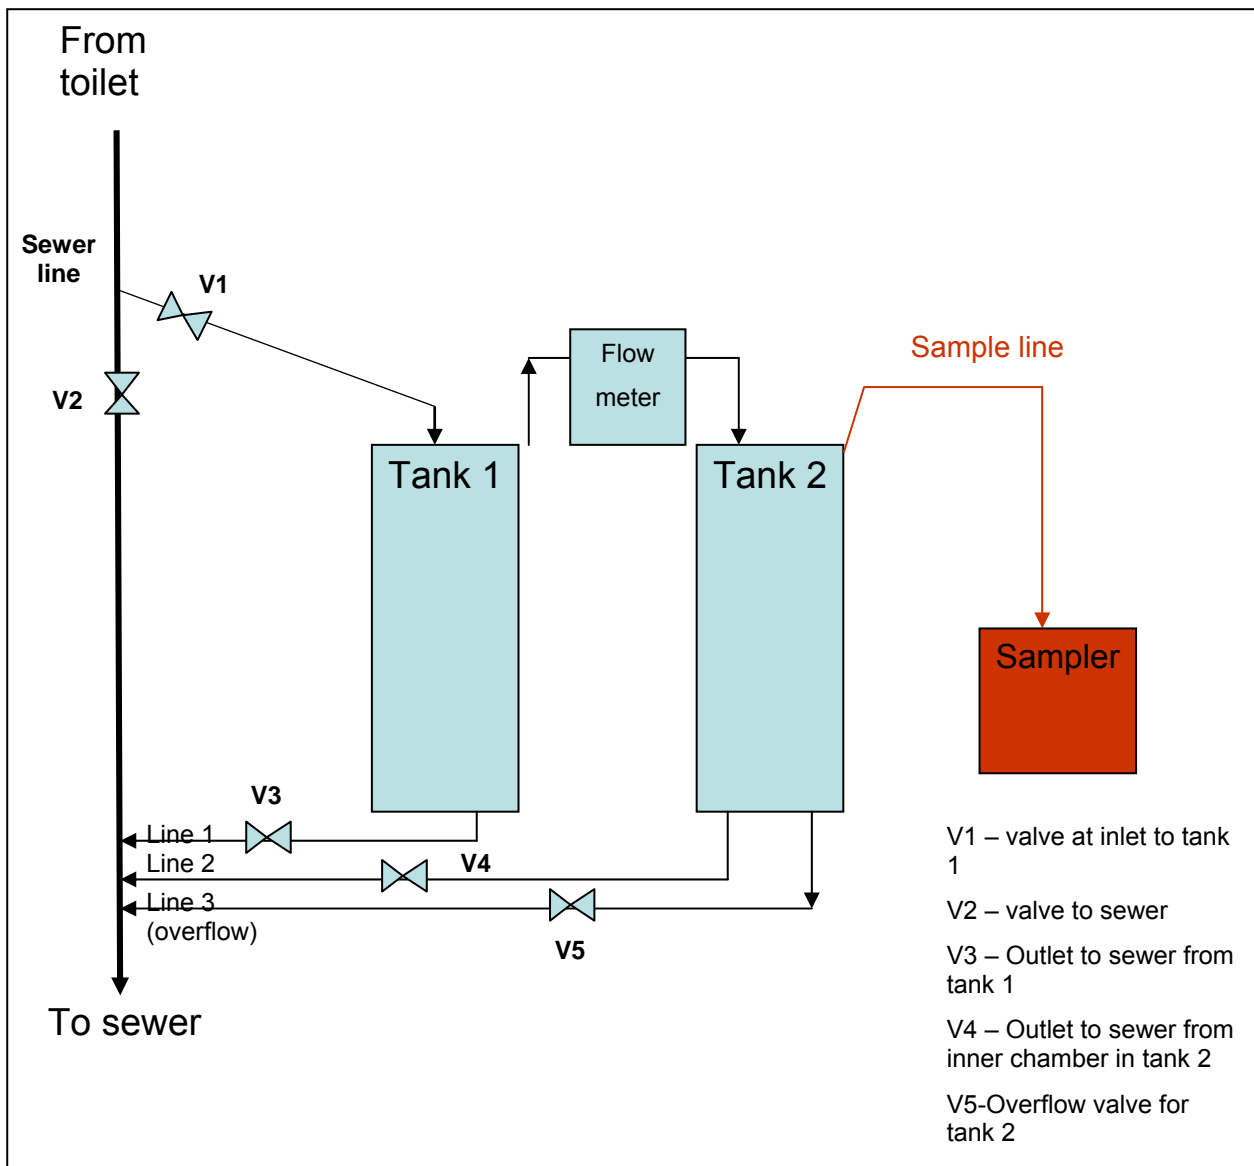 From
toilet
Sewer
line
V1
V2
Flow
meter
Sample line
Tank 1
Tank 2
Sampler
V3
Line 1
Line 2
V4
Line 3
(overflow)
V5
To sewer
V1 – valve at inlet to tank
1
V2 – valve to sewer
V3 – Outlet to sewer from
tank 1
V4 – Outlet to sewer from
inner chamber in tank 2
V5-Overflow valve for
tank 2